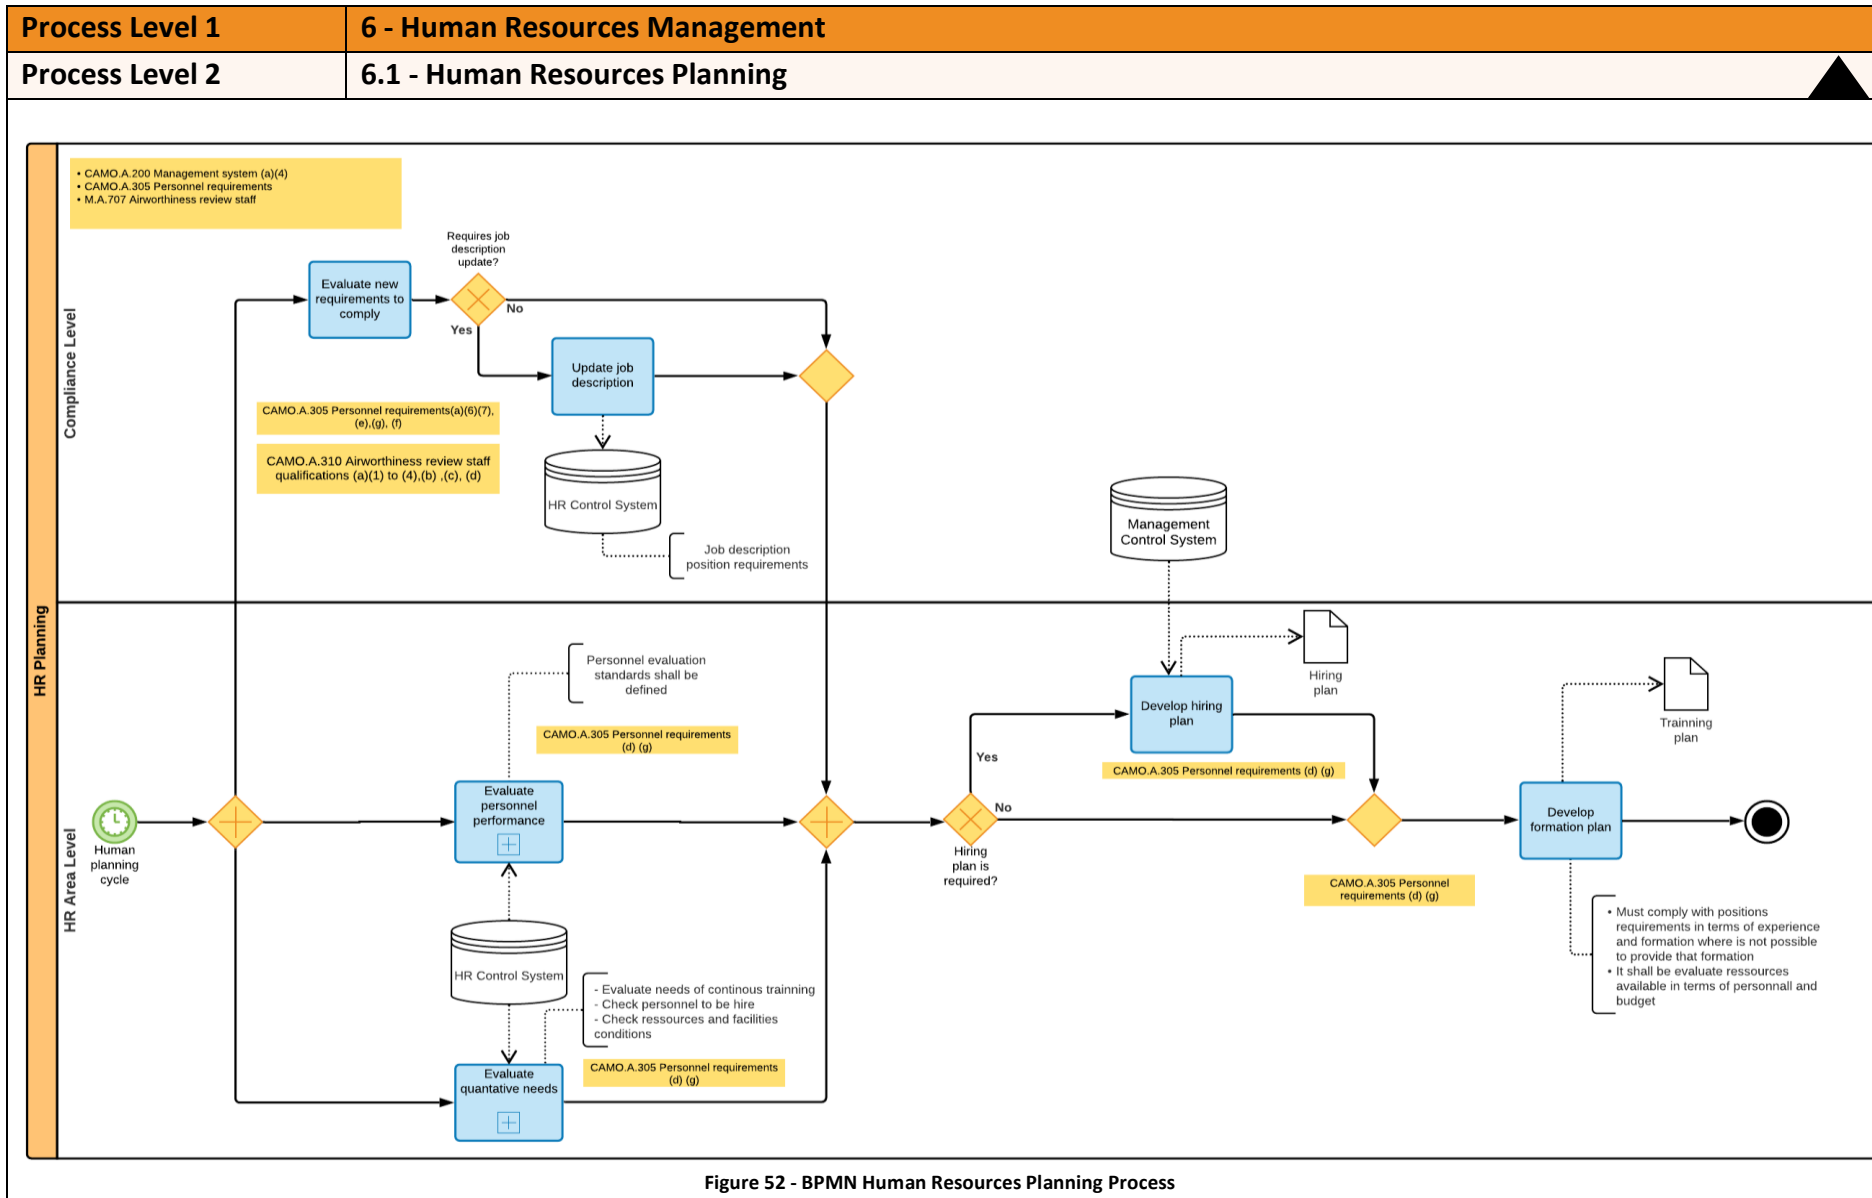 Process Level 1
6 - Human Resources Management
Process Level 2
6.1 - Human Resources Planning
HR Planning
Compliance Level
• CAMO.A.200 Management system (a)(4)
• CAMO.A.305 Personnel requirements
• M.A.707 Airworthiness review staff
Requires job
description
update?
Evaluate new
requirements to
comply
No
Yes
Update job
description
CAMO.A.305 Personnel requirements(a)(6)(7),
(e),(g), (f)
CAMO.A.310 Airworthiness review staff
qualifications (a)(1) to (4),(b) ,(c), (d)
HR Control System
Job description
position requirements
Management
Control System
HR Area Level
Personnel evaluation
standards shall be
defined
Hiring
plan
Develop hiring
plan
Trainning
plan
CAMO.A.305 Personnel requirements
(d) (g)
Yes
CAMO.A.305 Personnel requirements (d) (g)
Evaluate
personnel
performance
No
Develop
formation plan
Human
planning
cycle
Hiring
plan is
required?
CAMO.A.305 Personnel
requirements (d) (g)
• Must comply with positions
requirements in terms of experience
and formation where is not possible
to provide that formation
• It shall be evaluate ressources
available in terms of personnall and
budget
HR Control System
- Evaluate needs of continous trainning
- Check personnel to be hire
- Check ressources and facilities
conditions
CAMO.A.305 Personnel requirements
(d) (g)
Evaluate
quantative needs
Figure 52 - BPMN Human Resources Planning Process